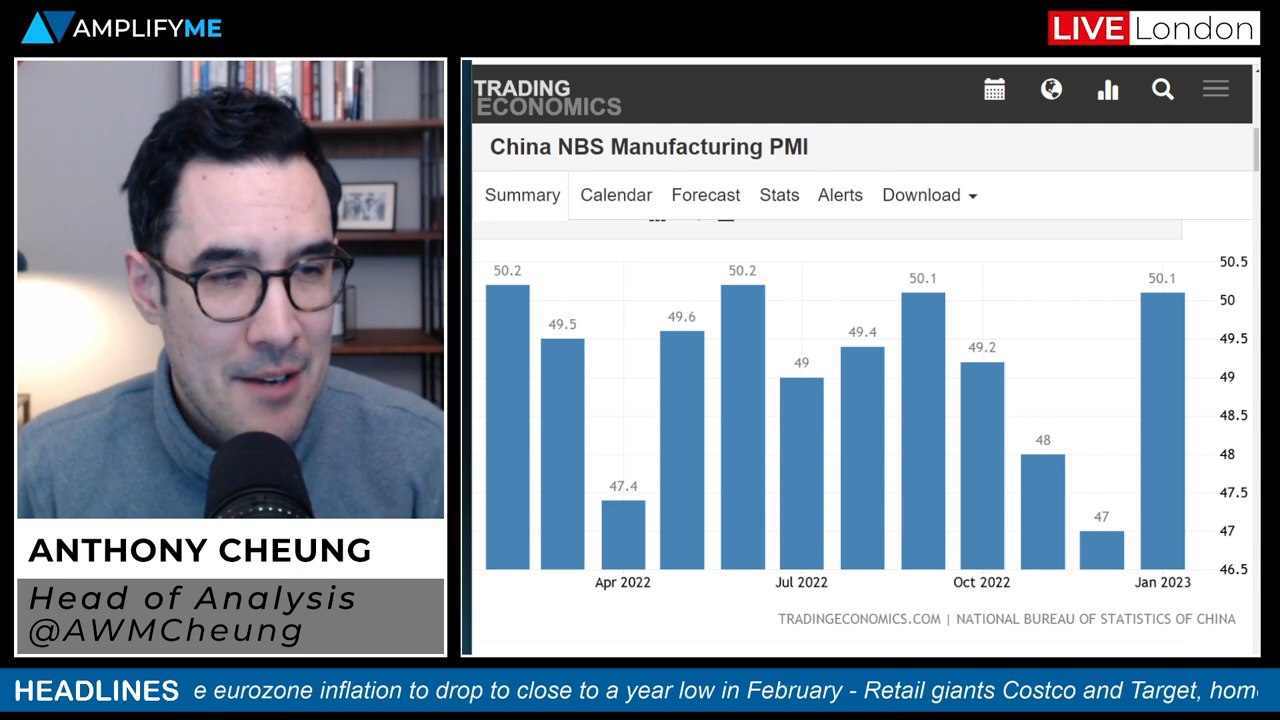 AMPLIFYME
LIVE London
TRADING
ECONOMICS
China NBS Manufacturing PMI
Summary Calendar Forecast Stats Alerts Download
50.2 49.5 47.4 49.6 50.2 49 49.4 50.1 49.2 48 47 50.1
50.5
50
49.5
49
48.5
48
47.5
47
46.5
Apr 2022 Jul 2022 Oct 2022 Jan 2023
TRADINGECONOMICS.COM | NATIONAL BUREAU OF STATISTICS OF CHINA
ANTHONY CHEUNG
Head of Analysis
@AWMCheung
HEADLINES e eurozone inflation to drop to close to a year low in February - Retail giants Costco and Target, hom